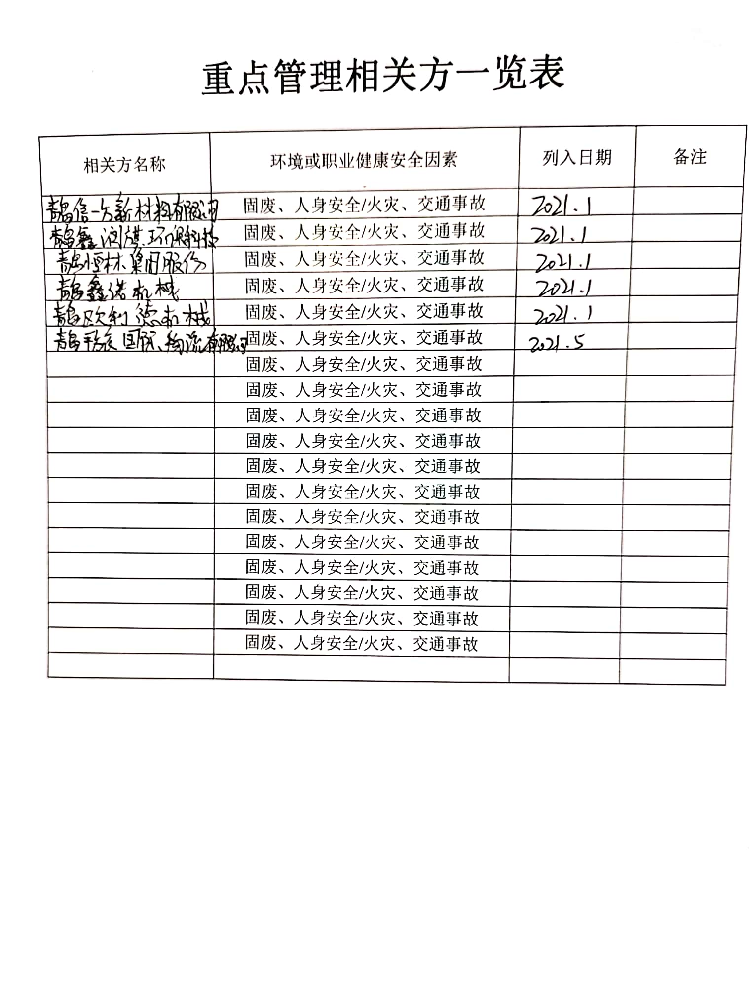 重点管理相关方一览表
相关方名称 环境或职业健康安全因素 列入日期 备注
青岛信一方新材料有限公司 固废、人身安全/火灾、交通事故 2021.1
青岛鑫润旗环保科技 固废、人身安全/火灾、交通事故 2021.1
青岛恒林集团股份 固废、人身安全/火灾、交通事故 2021.1
青岛鑫诺机械 固废、人身安全/火灾、交通事故 2021.1
青岛欧利德机械 固废、人身安全/火灾、交通事故 2021.1
青岛 国际物流有限公司 固废、人身安全/火灾、交通事故 2021.5
固废、人身安全/火灾、交通事故
固废、人身安全/火灾、交通事故
固废、人身安全/火灾、交通事故
固废、人身安全/火灾、交通事故
固废、人身安全/火灾、交通事故
固废、人身安全/火灾、交通事故
固废、人身安全/火灾、交通事故
固废、人身安全/火灾、交通事故
固废、人身安全/火灾、交通事故
固废、人身安全/火灾、交通事故
固废、人身安全/火灾、交通事故
固废、人身安全/火灾、交通事故